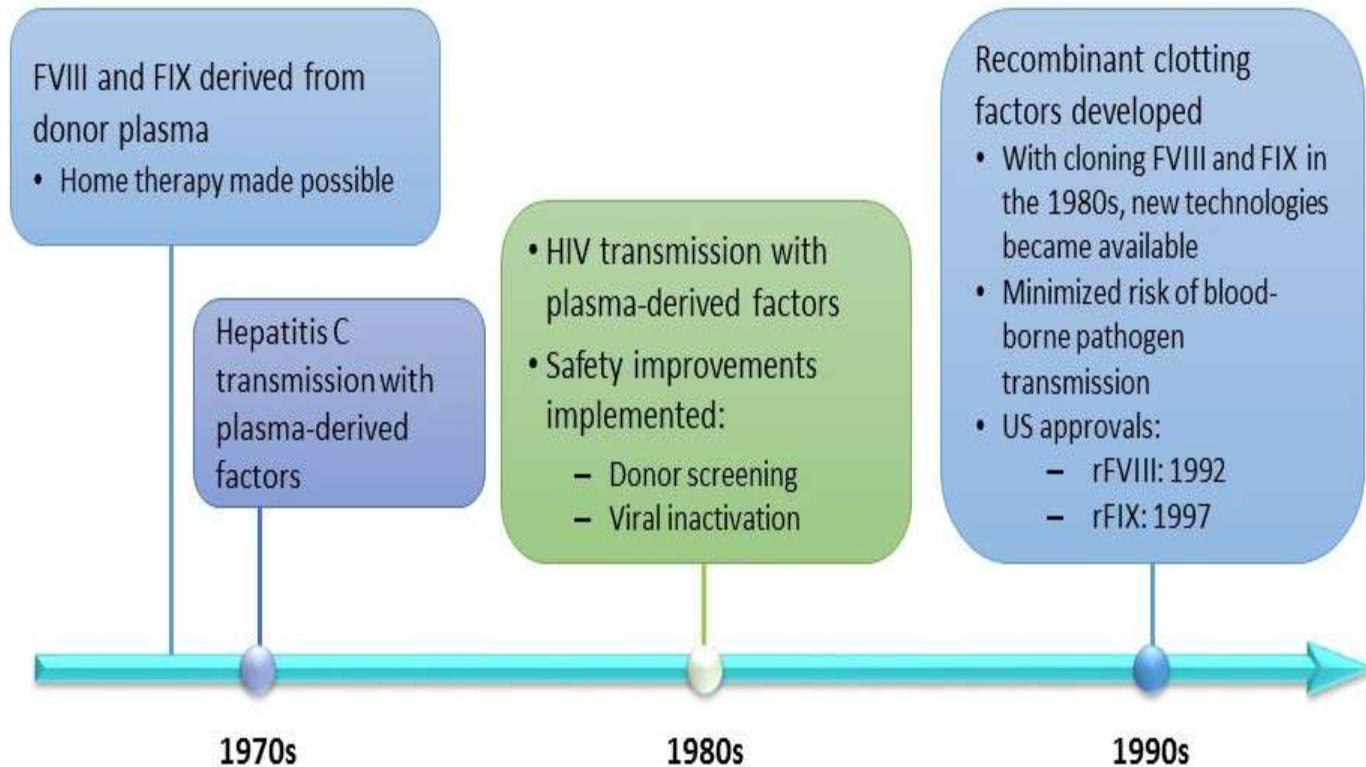 FVIII and FIX derived from
donor plasma
• Home therapy made possible
Hepatitis C
transmission with
plasma-derived
factors
• HIV transmission with
plasma-derived factors
• Safety improvements
implemented:
– Donor screening
– Viral inactivation
Recombinant clotting
factors developed
• With cloning FVIII and FIX in
the 1980s, new technologies
became available
• Minimized risk of blood-
borne pathogen
transmission
• US approvals:
– rFVIII: 1992
– rFIX: 1997
1970s
1980s
1990s